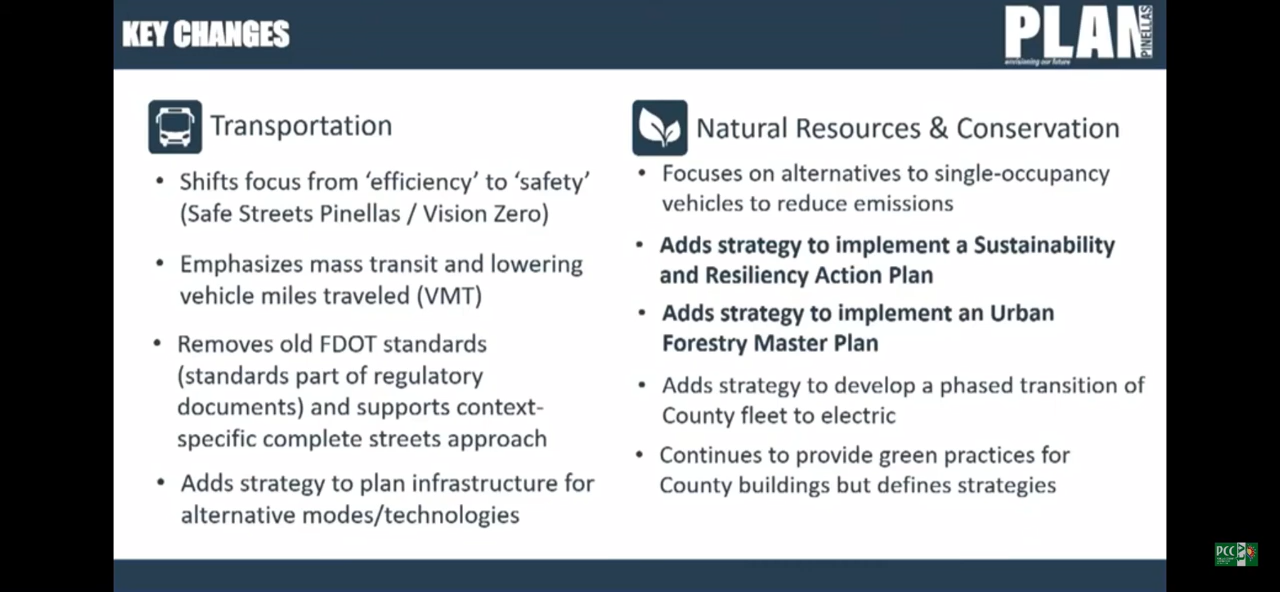 KEY CHANGES
PLAN
PINELLAS
envisioning our future
Transportation
• Shifts focus from ‘efficiency’ to ‘safety’
(Safe Streets Pinellas / Vision Zero)
• Emphasizes mass transit and lowering
vehicle miles traveled (VMT)
• Removes old FDOT standards
(standards part of regulatory
documents) and supports context-
specific complete streets approach
• Adds strategy to plan infrastructure for
alternative modes/technologies
Natural Resources & Conservation
• Focuses on alternatives to single-occupancy
vehicles to reduce emissions
• Adds strategy to implement a Sustainability
and Resiliency Action Plan
• Adds strategy to implement an Urban
Forestry Master Plan
• Adds strategy to develop a phased transition of
County fleet to electric
• Continues to provide green practices for
County buildings but defines strategies
PCC